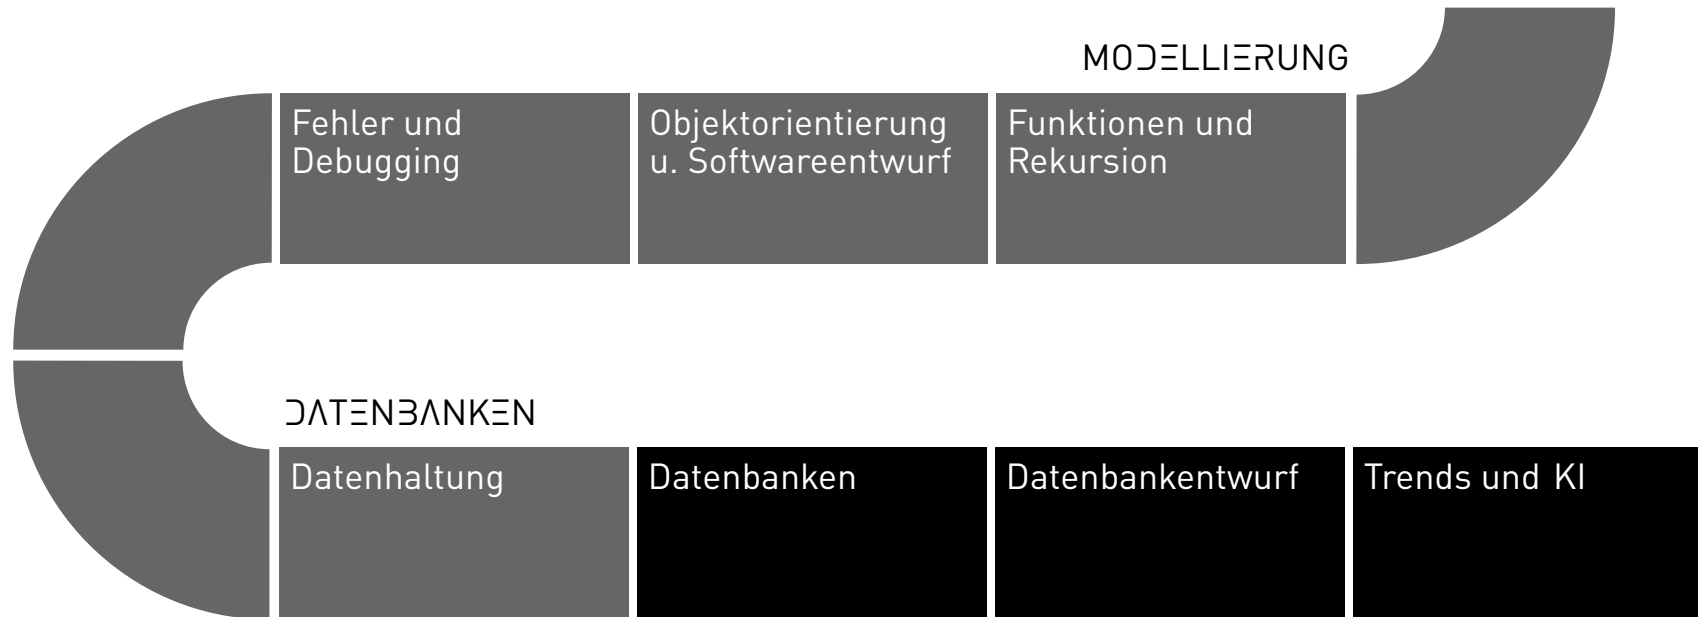 MODELLIERUNG
Fehler und
Debugging
Objektorientierung
u. Softwareentwurf
Funktionen und
Rekursion
DATENBANKEN
Datenhaltung
Datenbanken
Datenbankentwurf
Trends und KI